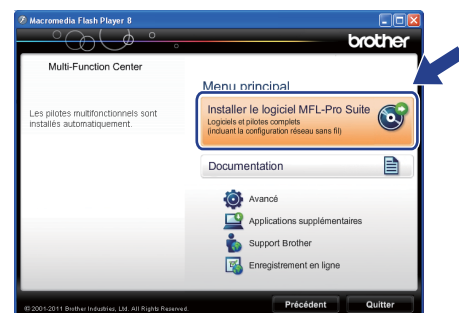 Macromedia Flash Player 8
brother
Multi-Function Center
Les pilotes multifonctionnels sont
installés automatiquement.
Menu principal
Installer le logiciel MFL-Pro Suite
Logiciels et pilotes complets
(incluant la configuration réseau sans fil)
Documentation
Avancé
Applications supplémentaires
Support Brother
Enregistrement en ligne
© 2001-2011 Brother Industries, Ltd. All Rights Reserved.
Précédent
Quitter